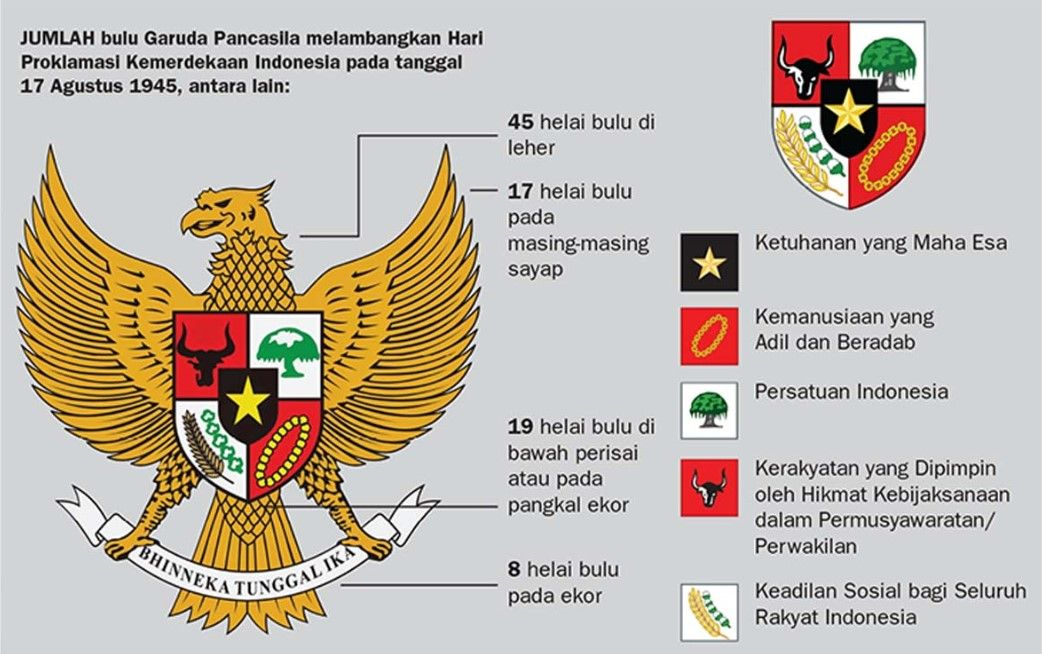 JUMLAH bulu Garuda Pancasila melambangkan Hari
Proklamasi Kemerdekaan Indonesia pada tanggal
17 Agustus 1945, antara lain:
45 helai bulu di
leher
17 helai bulu
pada
masing-masing
sayap
19 helai bulu di
bawah perisai
atau pada
pangkal ekor
8 helai bulu
pada ekor
BHINNEKA TUNGGAL IKA
Ketuhanan yang Maha Esa
Kemanusiaan yang
Adil dan Beradab
Persatuan Indonesia
Kerakyatan yang Dipimpin
oleh Hikmat Kebijaksanaan
dalam Permusyawaratan/
Perwakilan
Keadilan Sosial bagi Seluruh
Rakyat Indonesia